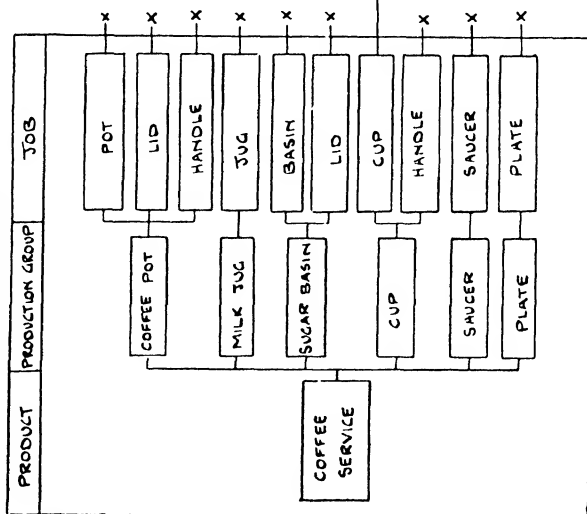 PRODUCT
PRODUCTION GROUP
JOB
COFFEE
SERVICE
COFFEE POT
MILK JUG
SUGAR BASIN
CUP
SAUCER
PLATE
POT
LID
HANDLE
JUG
BASIN
LID
CUP
HANDLE
SAUCER
PLATE
x
x
x
x
x
x
x
x
x